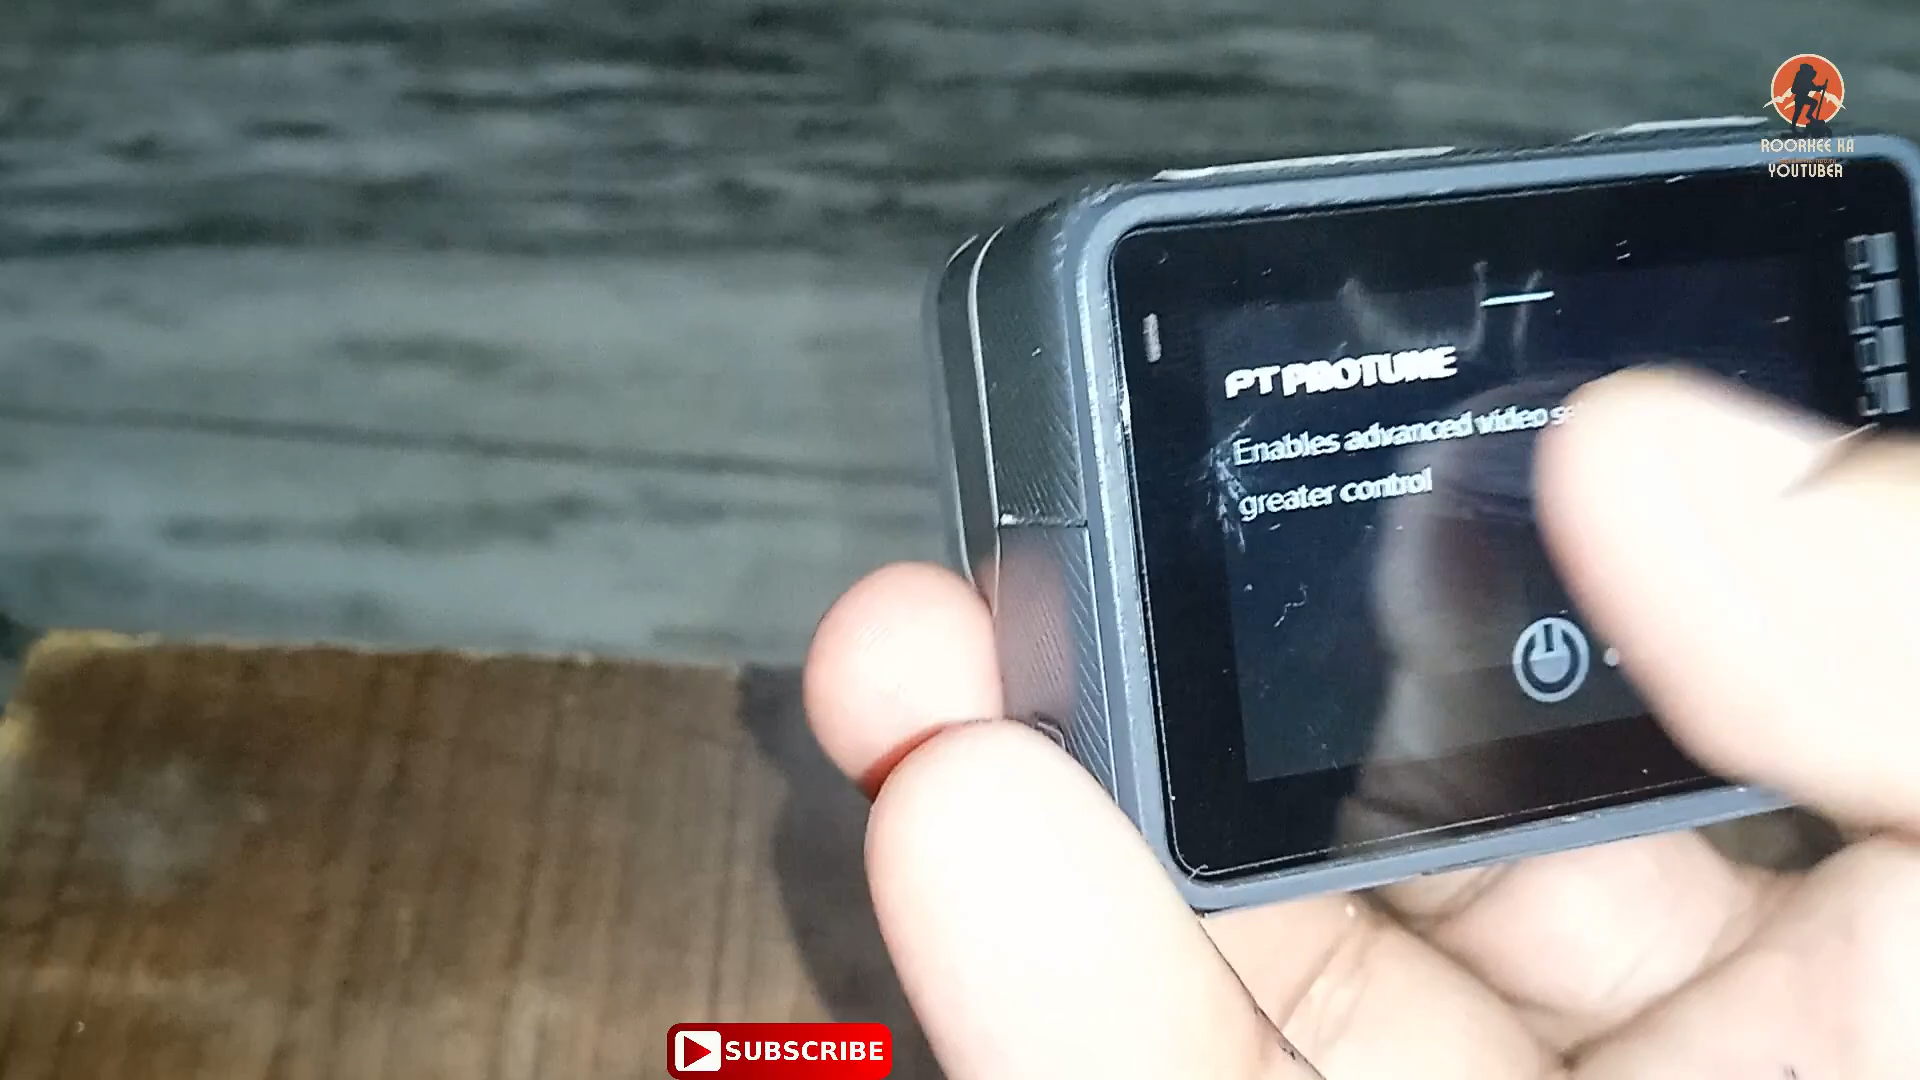 ROORKEE KA
YOUTUBER
PT PROTUNE
Enables advanced video
greater control
SUBSCRIBE